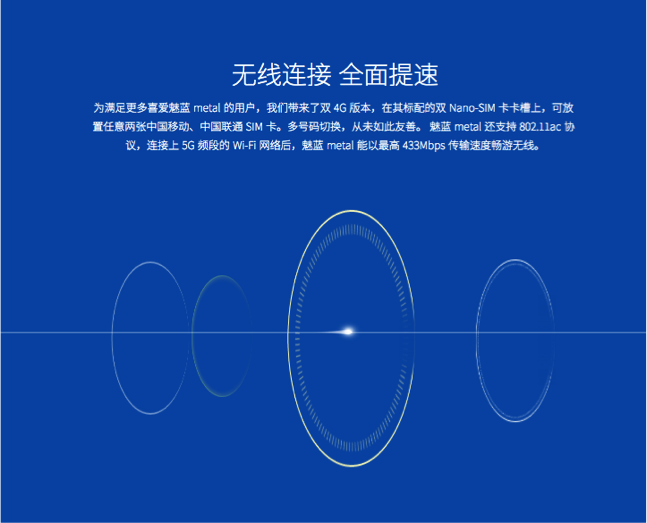 无线连接 全面提速
为满足更多喜爱魅蓝 metal 的用户，我们带来了双 4G 版本，在其标配的双 Nano-SIM 卡卡槽上，可放
置任意两张中国移动、中国联通 SIM 卡。多号码切换，从未如此友善。 魅蓝 metal 还支持 802.11ac 协
议，连接上 5G 频段的 Wi-Fi 网络后，魅蓝 metal 能以最高 433Mbps 传输速度畅游无线。